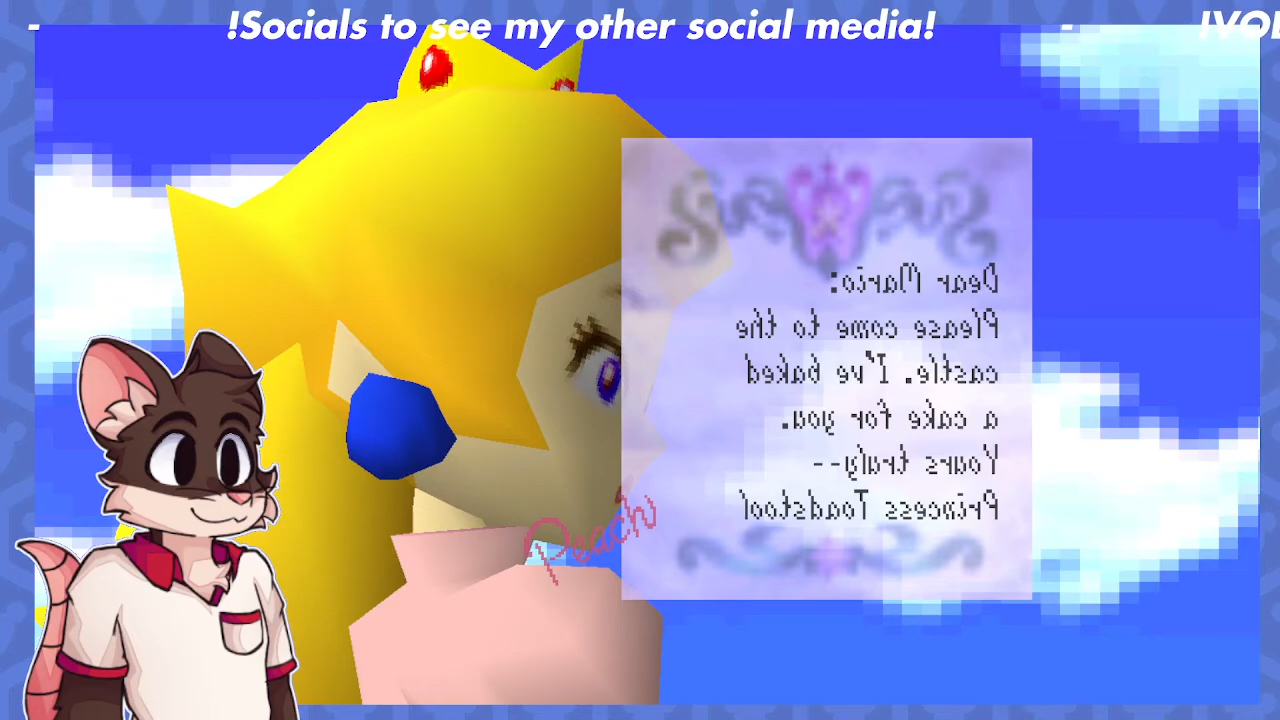 - !Socials to see my other social media! - !VOD
Dear Mario:
Please come to the
castle. I've baked
a cake for you.
Yours truly--
Princess Toadstool
Peach